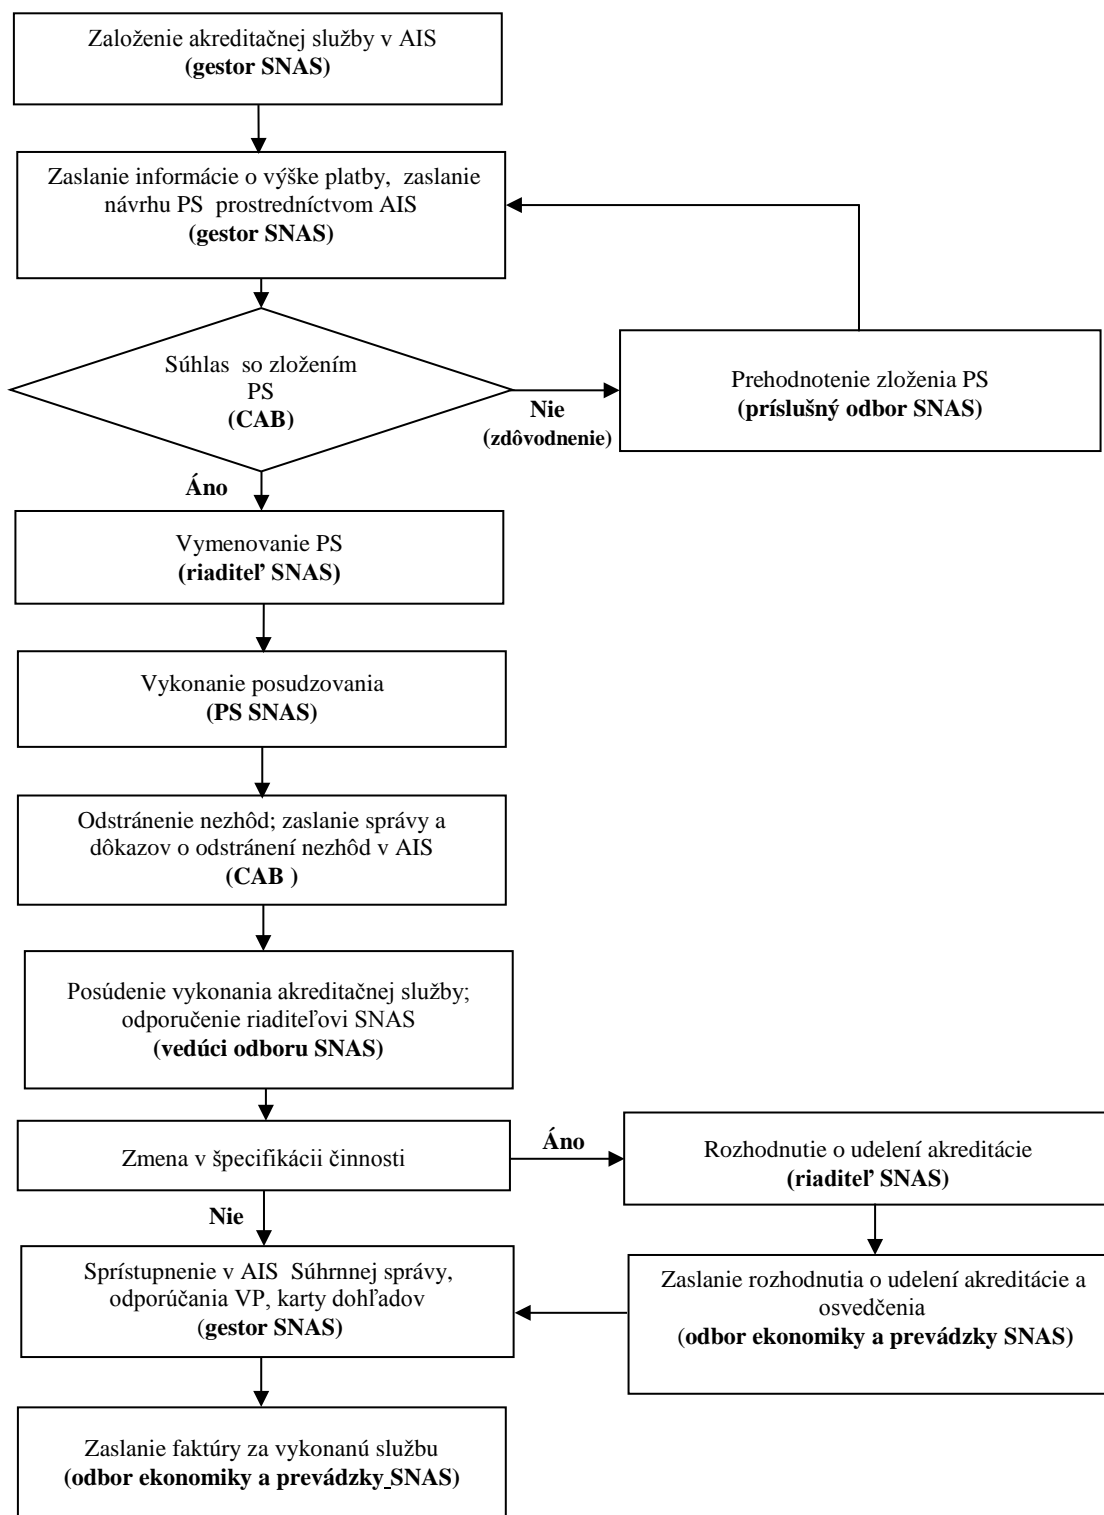 Založenie akreditačnej služby v AIS
(gestor SNAS)
Zaslanie informácie o výške platby, zaslanie
návrhu PS prostredníctvom AIS
(gestor SNAS)
Súhlas so zložením
PS
(CAB)
Nie
(zdôvodnenie)
Prehodnotenie zloženia PS
(príslušný odbor SNAS)
Áno
Vymenovanie PS
(riaditeľ SNAS)
Vykonanie posudzovania
(PS SNAS)
Odstránenie nezhôd; zaslanie správy a
dôkazov o odstránení nezhôd v AIS
(CAB )
Posúdenie vykonania akreditačnej služby;
odporučenie riaditeľovi SNAS
(vedúci odboru SNAS)
Zmena v špecifikácii činnosti
Áno
Rozhodnutie o udelení akreditácie
(riaditeľ SNAS)
Nie
Sprístupnenie v AIS Súhrnnej správy,
odporúčania VP, karty dohľadov
(gestor SNAS)
Zaslanie rozhodnutia o udelení akreditácie a
osvedčenia
(odbor ekonomiky a prevádzky SNAS)
Zaslanie faktúry za vykonanú službu
(odbor ekonomiky a prevádzky SNAS)